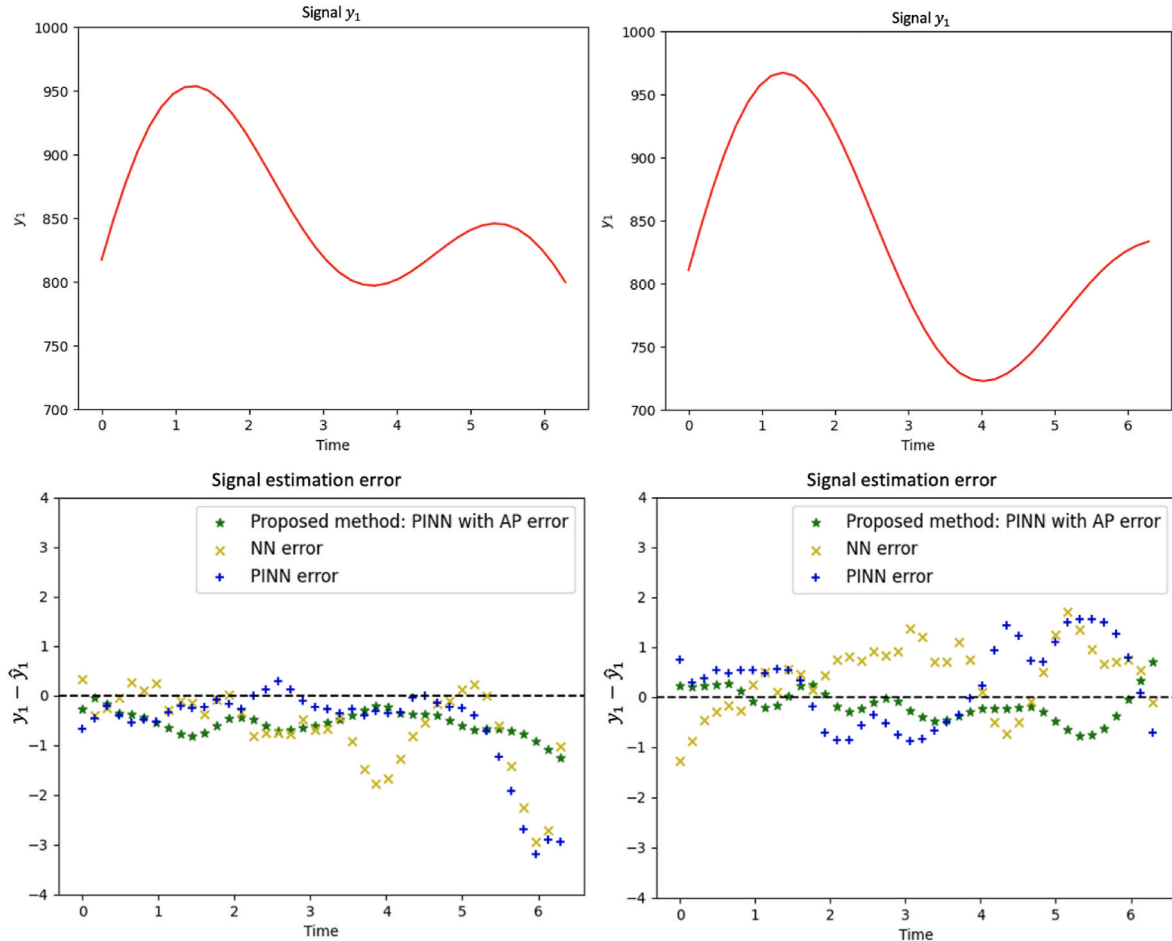 Signal y₁
1000
950
900
850
800
750
700
y₁
0 1 2 3 4 5 6
Time
Signal y₁
1000
950
900
850
800
750
700
y₁
0 1 2 3 4 5 6
Time
Signal estimation error
4
3
2
1
0
−1
−2
−3
−4
y₁ − ŷ₁
Proposed method: PINN with AP error
NN error
PINN error
0 1 2 3 4 5 6
Time
Signal estimation error
4
3
2
1
0
−1
−2
−3
−4
y₁ − ŷ₁
Proposed method: PINN with AP error
NN error
PINN error
0 1 2 3 4 5 6
Time